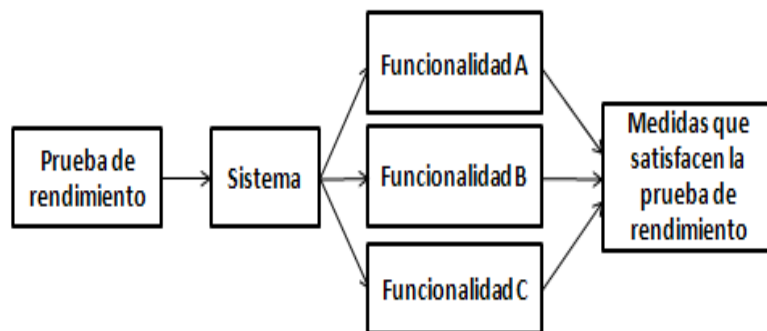 Prueba de
rendimiento
Sistema
Funcionalidad A
Funcionalidad B
Funcionalidad C
Medidas que
satisfacen la
prueba de
rendimiento